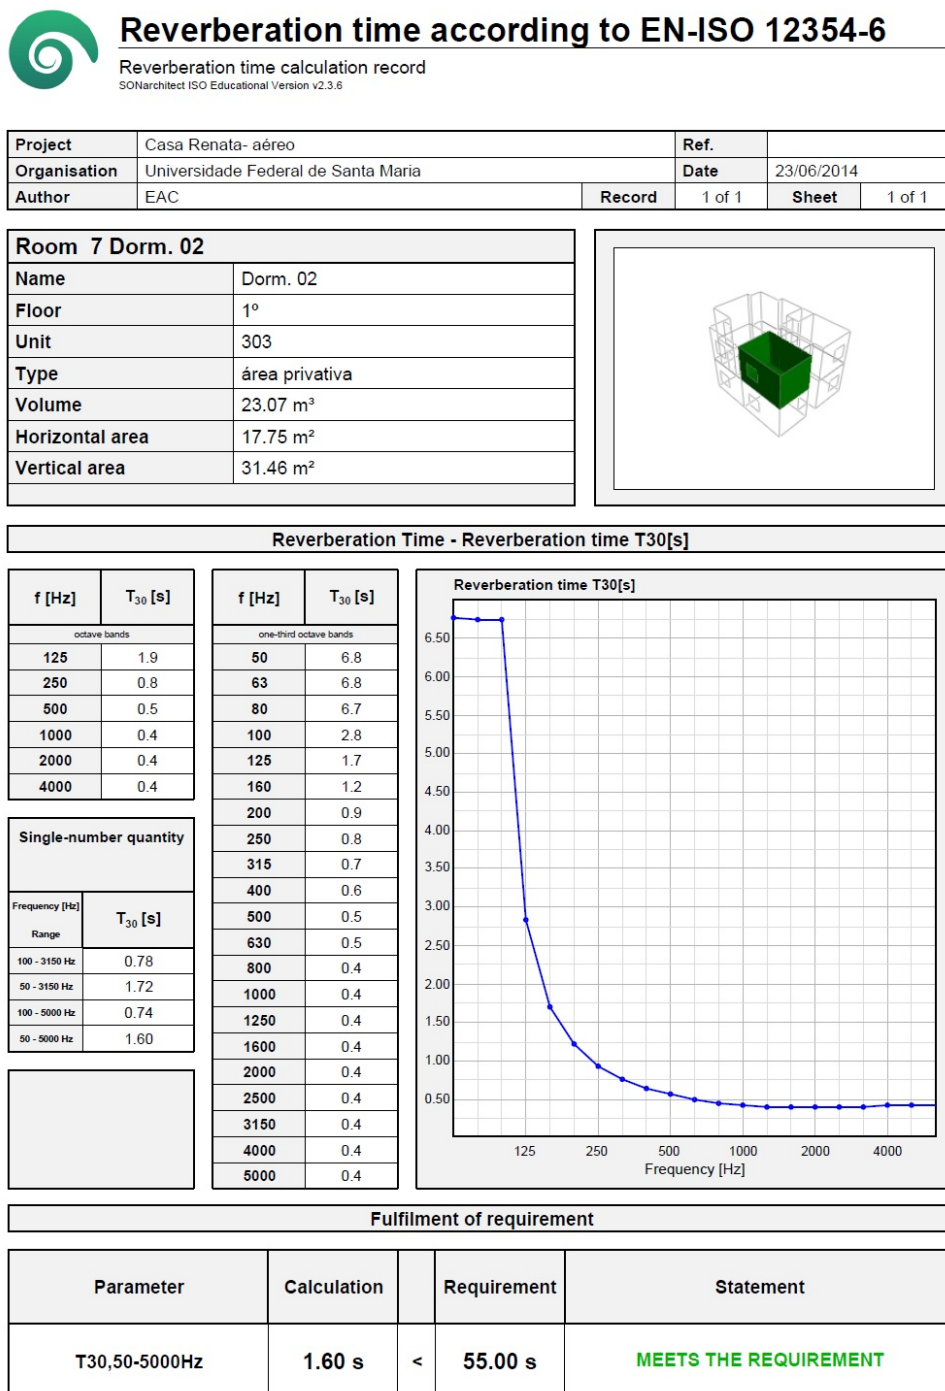 Reverberation time according to EN-ISO 12354-6
Reverberation time calculation record
SONarchitect ISO Educational Version v2.3.6
Project Casa Renata- aéreo Ref.
Organisation Universidade Federal de Santa Maria Date 23/06/2014
Author EAC Record 1 of 1 Sheet 1 of 1
Room 7 Dorm. 02
Name Dorm. 02
Floor 1º
Unit 303
Type área privativa
Volume 23.07 m³
Horizontal area 17.75 m²
Vertical area 31.46 m²
Reverberation Time - Reverberation time T30[s]
f [Hz] T30 [s]
octave bands
125 1.9
250 0.8
500 0.5
1000 0.4
2000 0.4
4000 0.4
Single-number quantity
Frequency [Hz]
Range
T30 [s]
100 - 3150 Hz 0.78
50 - 3150 Hz 1.72
100 - 5000 Hz 0.74
50 - 5000 Hz 1.60
f [Hz] T30 [s]
one-third octave bands
50 6.8
63 6.8
80 6.7
100 2.8
125 1.7
160 1.2
200 0.9
250 0.8
315 0.7
400 0.6
500 0.5
630 0.5
800 0.4
1000 0.4
1250 0.4
1600 0.4
2000 0.4
2500 0.4
3150 0.4
4000 0.4
5000 0.4
Reverberation time T30[s]
6.50
6.00
5.50
5.00
4.50
4.00
3.50
3.00
2.50
2.00
1.50
1.00
0.50
125 250 500 1000 2000 4000
Frequency [Hz]
Fulfilment of requirement
Parameter Calculation Requirement Statement
T30,50-5000Hz 1.60 s < 55.00 s MEETS THE REQUIREMENT